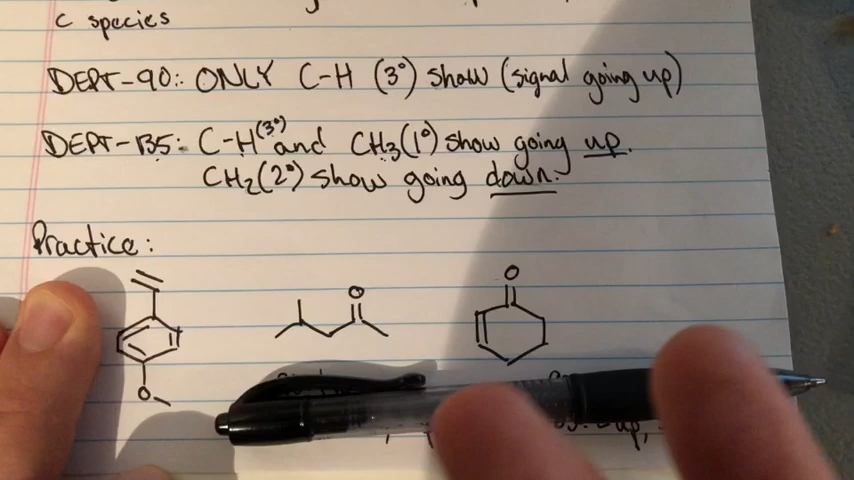 C species
DEPT-90: ONLY C-H (3°) show (signal going up)
DEPT-135: C-H (3°) and CH₃(1°) show going up.
CH₂(2°) show going down.
Practice:
O
O
O
up,